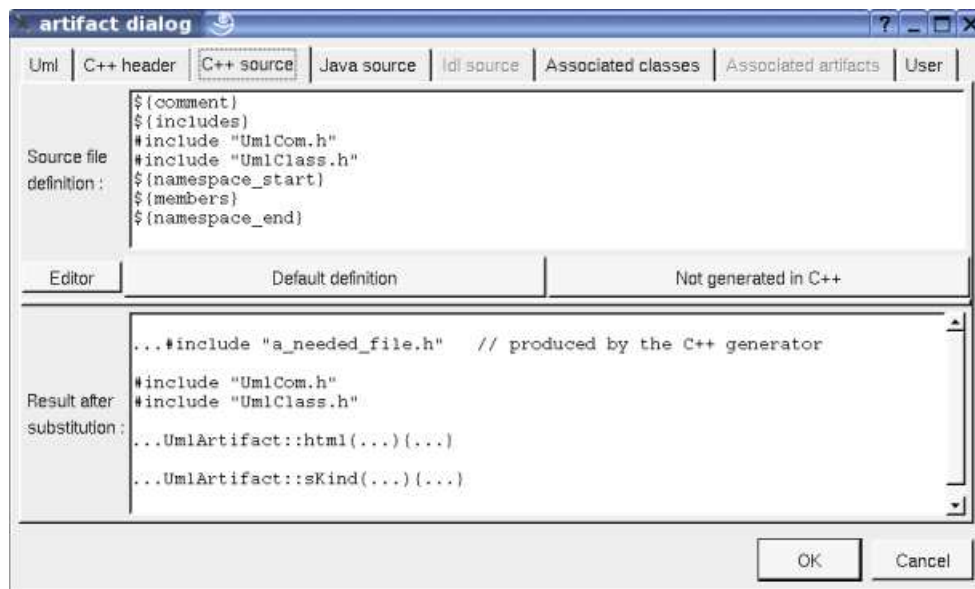 artifact dialog
Uml C++ header C++ source Java source Idl source Associated classes Associated artifacts User
Source file
definition :
${comment}
${includes}
#include "UmlCom.h"
#include "UmlClass.h"
${namespace_start}
${members}
${namespace_end}
Editor Default definition Not generated in C++
Result after
substitution :
...#include "a_needed_file.h" // produced by the C++ generator
#include "UmlCom.h"
#include "UmlClass.h"
...UmlArtifact::html(...){...}
...UmlArtifact::sKind(...){...}
OK Cancel